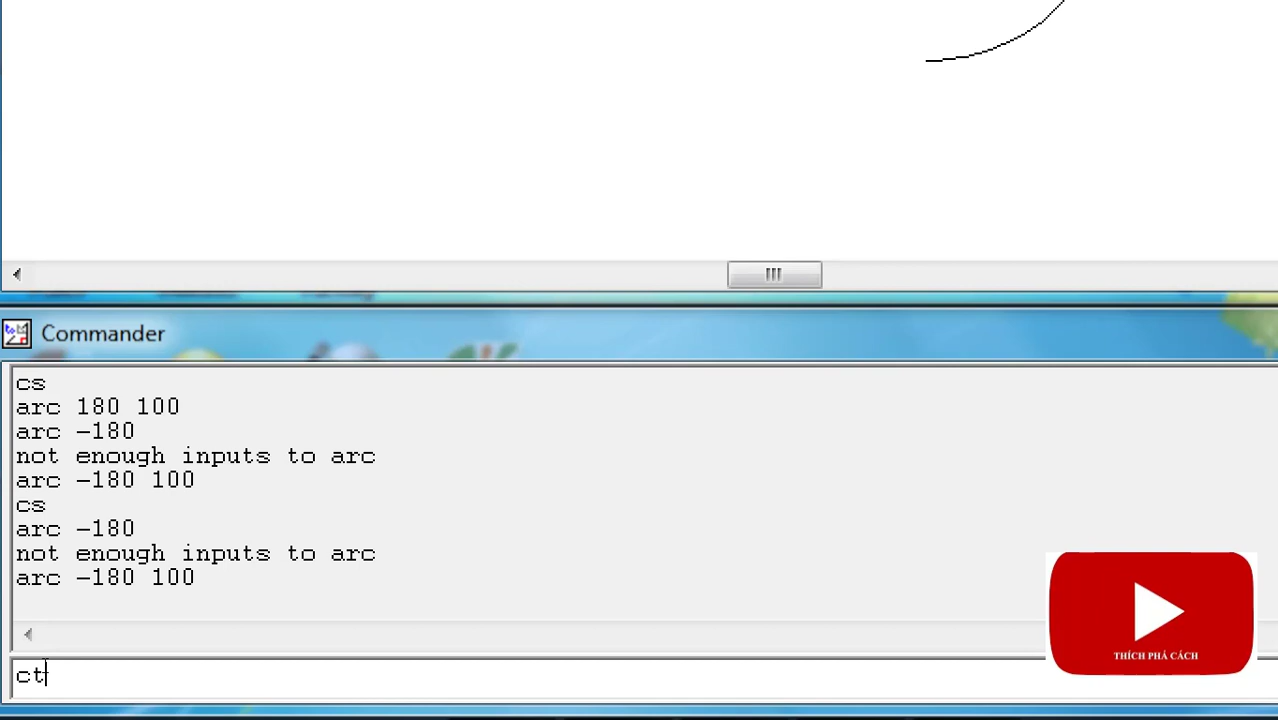 Commander
cs
arc 180 100
arc -180
not enough inputs to arc
arc -180 100
cs
arc -180
not enough inputs to arc
arc -180 100
ct
THÍCH PHÁ CÁCH